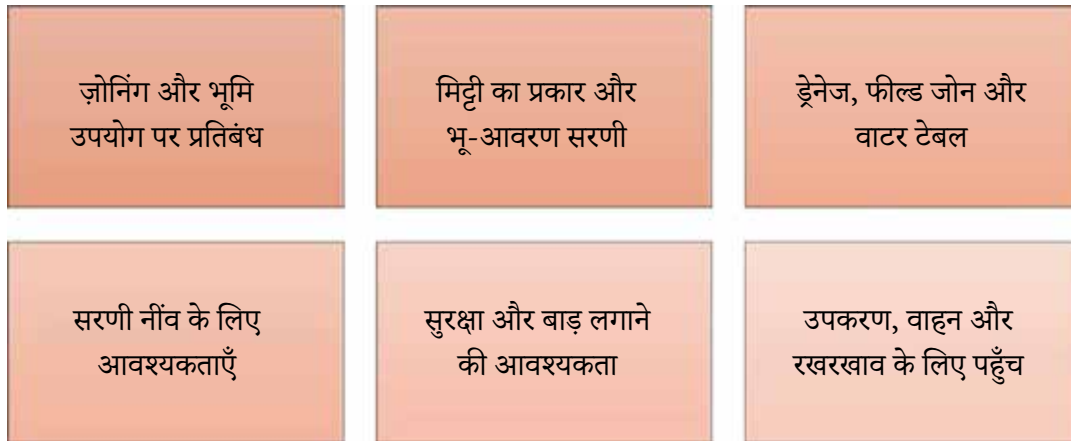 ज़ोनिंग और भूमि
उपयोग पर प्रतिबंध
मिट्टी का प्रकार और
भू-आवरण सरणी
ड्रेनेज, फील्ड जोन और
वाटर टेबल
सरणी नींव के लिए
आवश्यकताएँ
सुरक्षा और बाड़ लगाने
की आवश्यकता
उपकरण, वाहन और
रखरखाव के लिए पहुँच